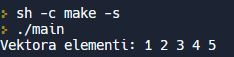 sh -c make -s
./main
Vektora elementi: 1 2 3 4 5